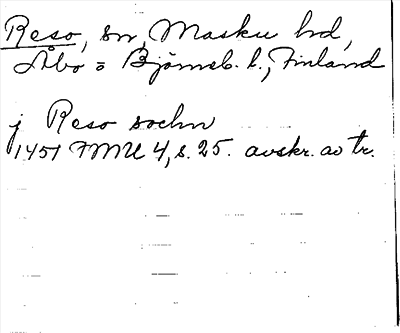 Reso, sn, Masku hd,
Åbo = Björneb. l., Finland
j Reso sochn
1451 FMU 4, s. 25. avskr. av tr.